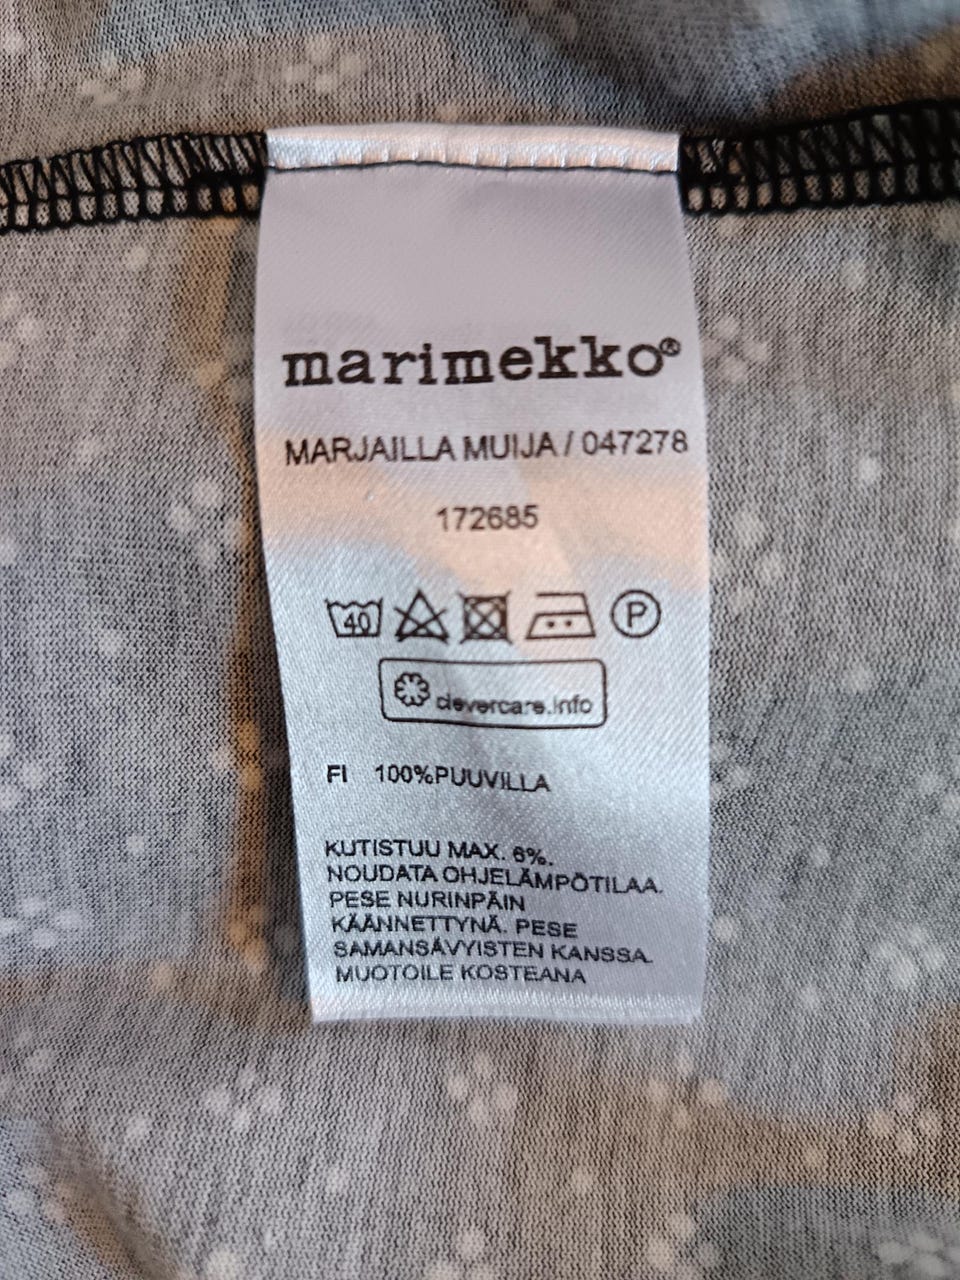 marimekko®
MARJAILLA MUIJA / 047278
172685
40 P
clevercare.info
FI 100%PUUVILLA
KUTISTUU MAX. 6%.
NOUDATA OHJELÄMPÖTILAA.
PESE NURINPÄIN
KÄÄNNETTYNÄ. PESE
SAMANSÄVYISTEN KANSSA.
MUOTOILE KOSTEANA